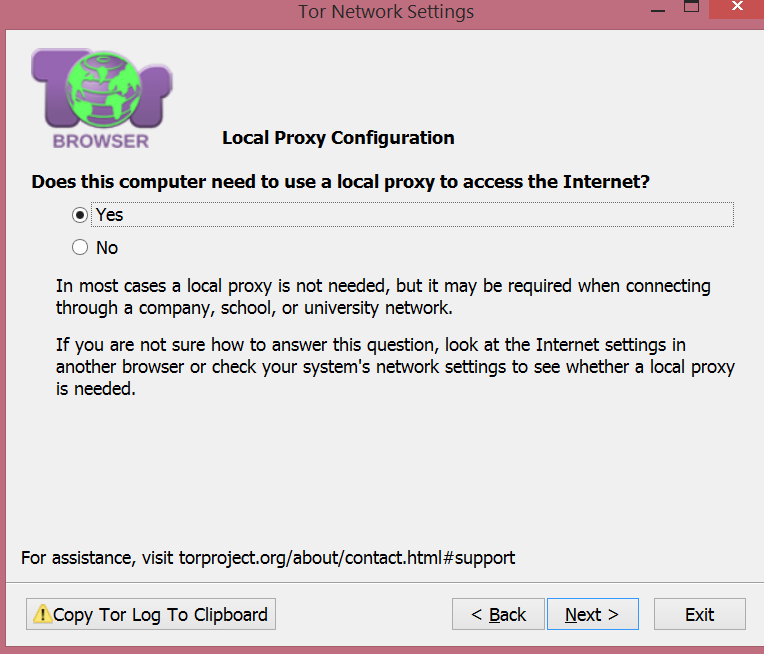 Tor Network Settings
Tor
BROWSER
Local Proxy Configuration
Does this computer need to use a local proxy to access the Internet?
Yes
No
In most cases a local proxy is not needed, but it may be required when connecting
through a company, school, or university network.
If you are not sure how to answer this question, look at the Internet settings in
another browser or check your system's network settings to see whether a local proxy
is needed.
For assistance, visit torproject.org/about/contact.html#support
Copy Tor Log To Clipboard
< Back
Next >
Exit